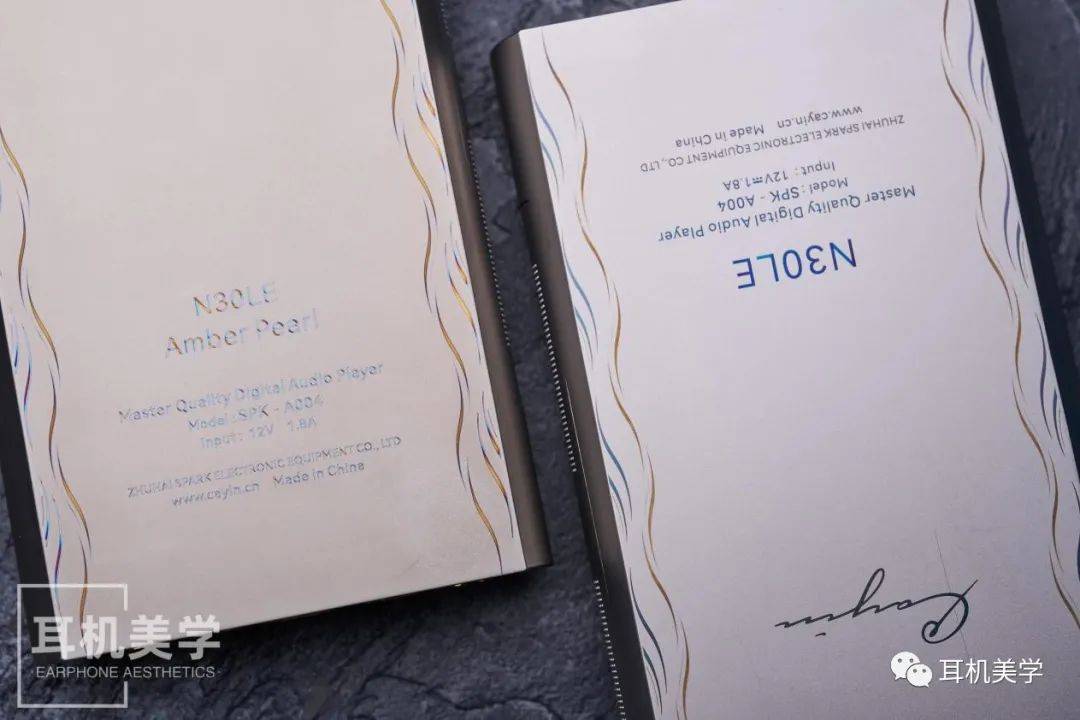 N30LE
Amber Pearl
Master Quality Digital Audio Player
Model : SPK - A004
Input : 12V 1.8A
ZHUHAI SPARK ELECTRONIC EQUIPMENT CO., LTD
www.cayin.cn Made in China
Cayin
N30LE
Master Quality Digital Audio Player
Model : SPK - A004
Input : 12V⎓1.8A
ZHUHAI SPARK ELECTRONIC EQUIPMENT CO., LTD
www.cayin.cn Made in China
耳机美学
EARPHONE AESTHETICS
耳机美学